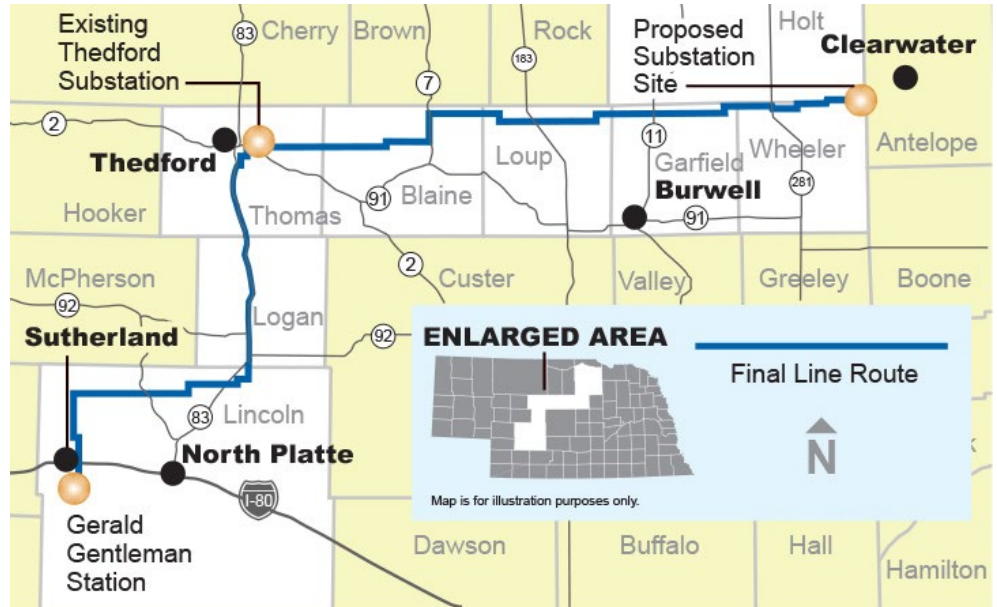 Existing
Thedford
Substation
83
Cherry
Brown
Rock
183
Proposed
Substation
Site
Holt
Clearwater
7
2
Thedford
11
Loup
Garfield
Wheeler
Antelope
Hooker
Thomas
91
Blaine
Burwell
91
281
2
McPherson
92
Custer
Valley
Greeley
Boone
Logan
Sutherland
92
ENLARGED AREA
Final Line Route
83
Lincoln
North Platte
N
k
I-80
Map is for illustration purposes only.
Gerald
Gentleman
Station
Dawson
Buffalo
Hall
Hamilton